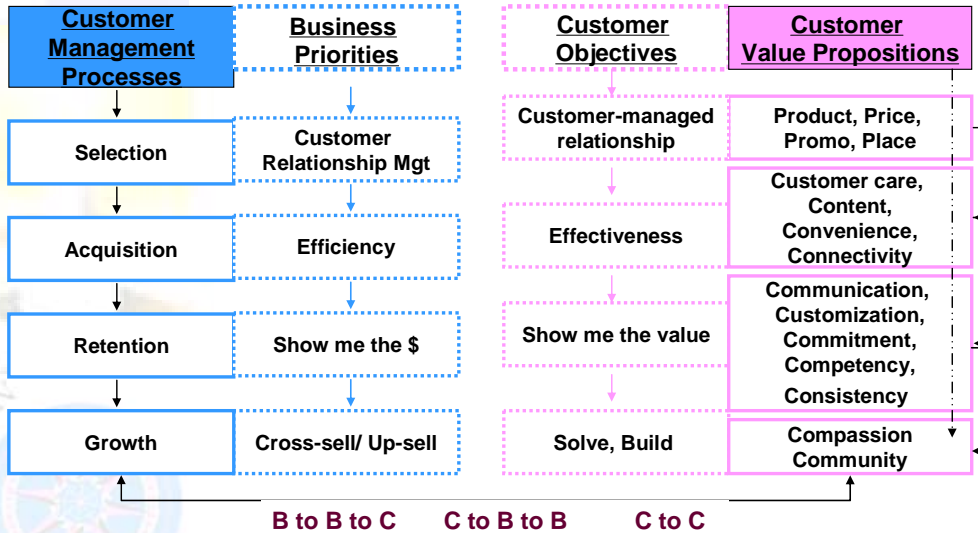 Customer
Management
Processes
Business
Priorities
Customer
Objectives
Customer
Value Propositions
Selection
Customer
Relationship Mgt
Customer-managed
relationship
Product, Price,
Promo, Place
Acquisition
Efficiency
Effectiveness
Customer care,
Content,
Convenience,
Connectivity
Retention
Show me the $
Show me the value
Communication,
Customization,
Commitment,
Competency,
Consistency
Growth
Cross-sell/ Up-sell
Solve, Build
Compassion
Community
B to B to C C to B to B C to C